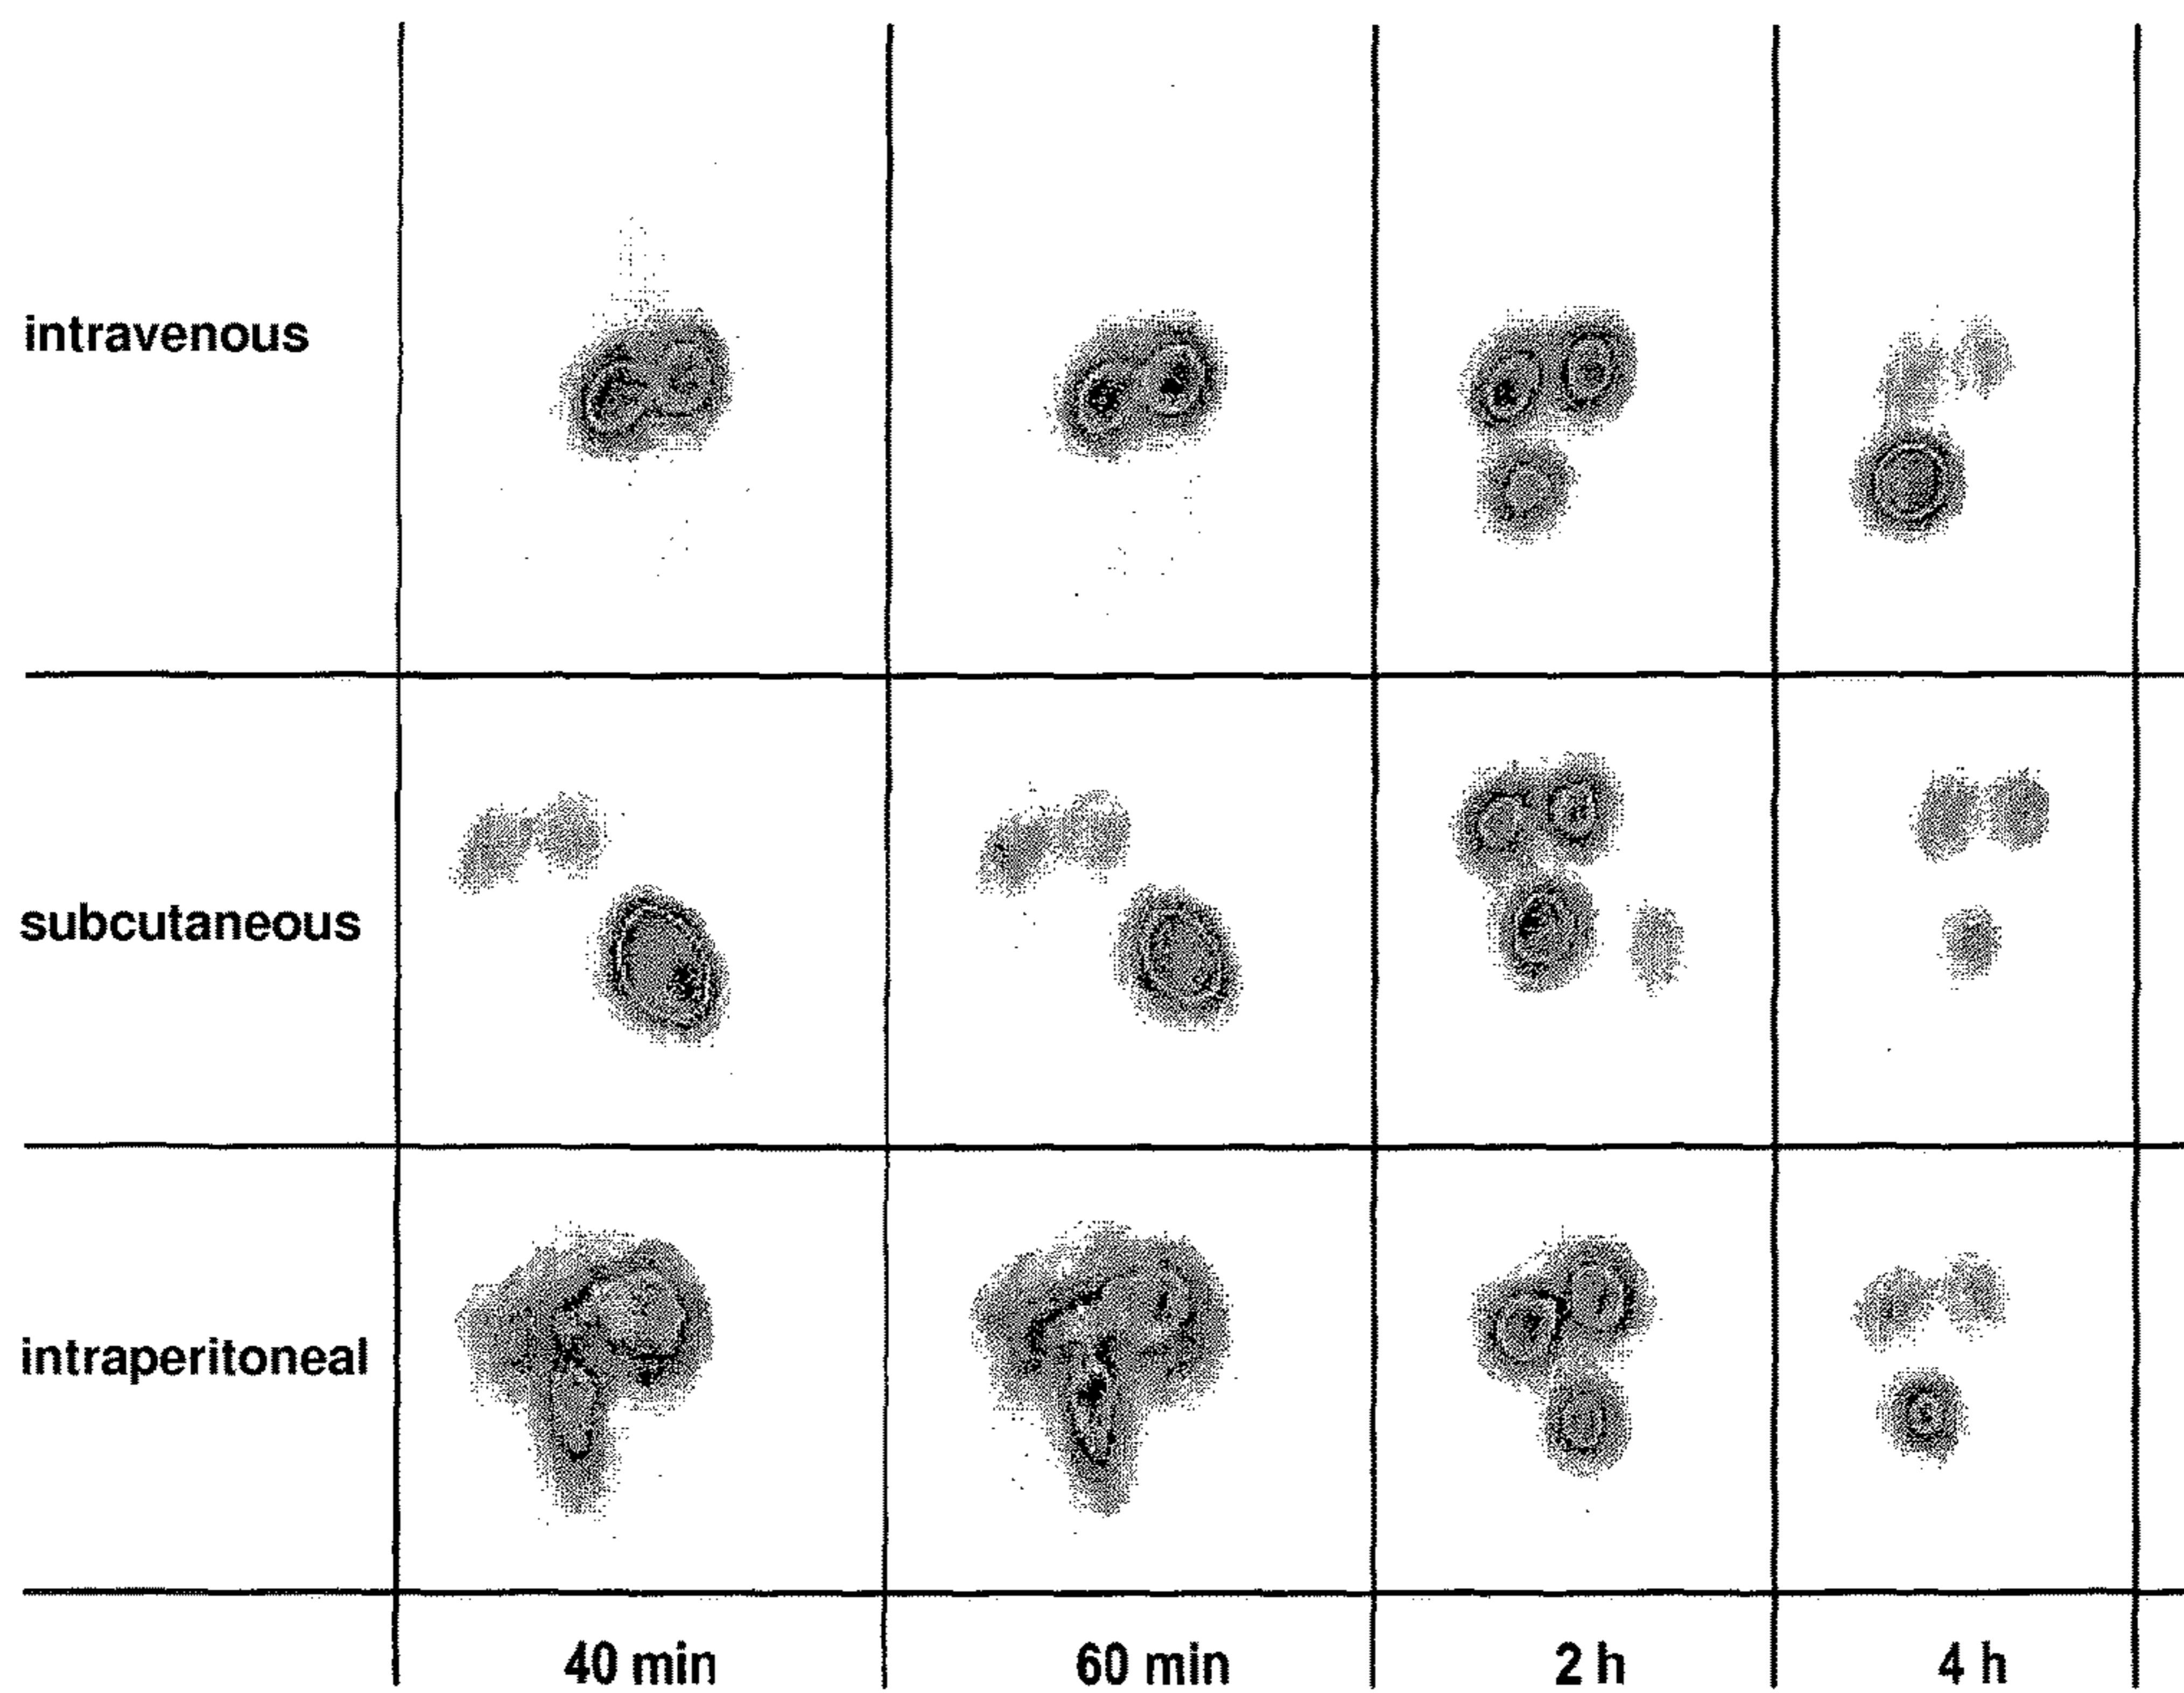 intravenous
subcutaneous
intraperitoneal
40 min 60 min 2 h 4 h